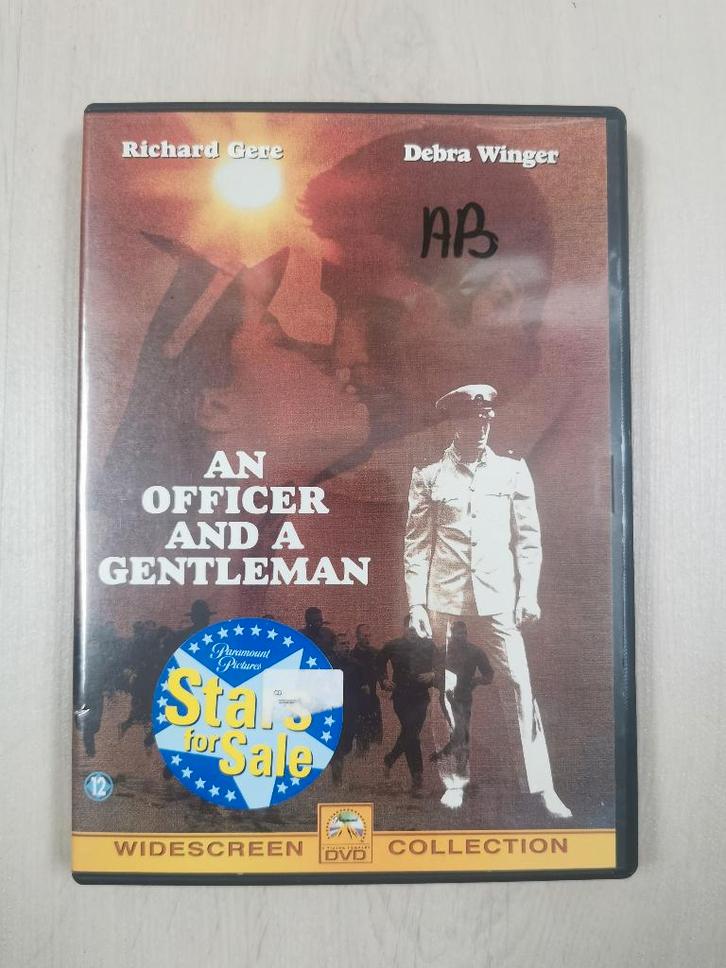 Richard Gere
Debra Winger
AB
AN
OFFICER
AND A
GENTLEMAN
Paramount
Pictures
Stars
for Sale
12
WIDESCREEN
DVD
COLLECTION